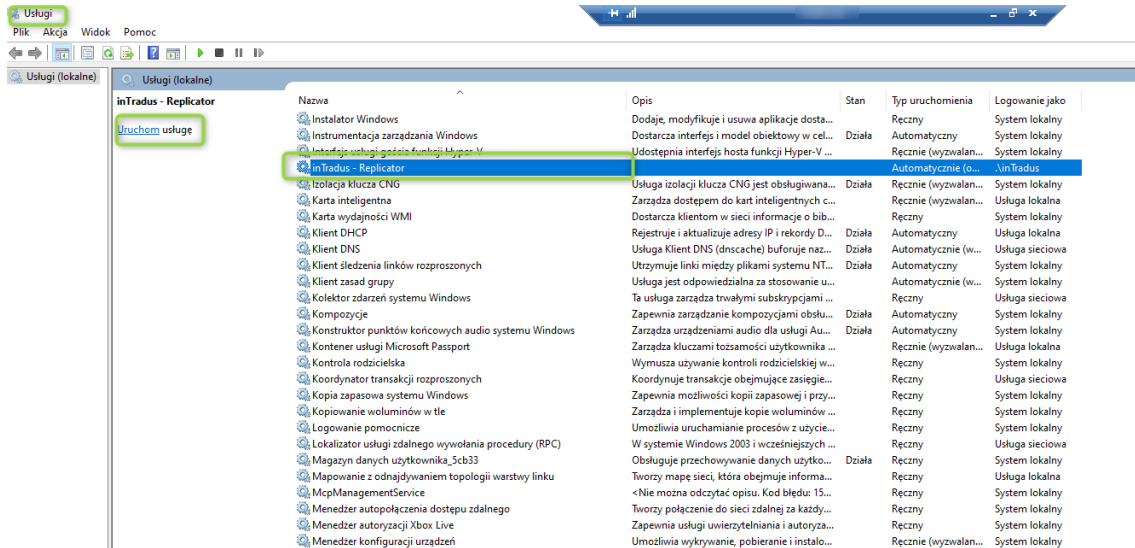 Usługi
Plik Akcja Widok Pomoc
Usługi (lokalne)
Usługi (lokalne)
inTradus - Replicator
Uruchom usługę
Nazwa Opis Stan Typ uruchomienia Logowanie jako
Instalator Windows Dodaje, modyfikuje i usuwa aplikacje dosta... Ręczny System lokalny
Instrumentacja zarządzania Windows Dostarcza interfejs i model obiektowy w cel... Działa Automatyczny System lokalny
Interfejs usługi gościa funkcji Hyper-V Udostępnia interfejs hosta funkcji Hyper-V ... Ręcznie (wyzwalan... System lokalny
inTradus - Replicator Automatycznie (o... .\inTradus
Izolacja klucza CNG Usługa izolacji klucza CNG jest obsługiwana... Działa Ręcznie (wyzwalan... System lokalny
Karta inteligentna Zarządza dostępem do kart inteligentnych c... Ręcznie (wyzwalan... Usługa lokalna
Karta wydajności WMI Dostarcza klientom w sieci informacje o bib... Ręczny System lokalny
Klient DHCP Rejestruje i aktualizuje adresy IP i rekordy D... Działa Automatyczny Usługa lokalna
Klient DNS Usługa Klient DNS (dnscache) buforuje naz... Działa Automatycznie (w... Usługa sieciowa
Klient śledzenia linków rozproszonych Utrzymuje linki między plikami systemu NT... Działa Automatyczny System lokalny
Klient zasad grupy Usługa jest odpowiedzialna za stosowanie u... Automatycznie (w... System lokalny
Kolektor zdarzeń systemu Windows Ta usługa zarządza trwałymi subskrypcjami ... Ręczny Usługa sieciowa
Kompozycje Zapewnia zarządzanie kompozycjami obsłu... Działa Automatyczny System lokalny
Konstruktor punktów końcowych audio systemu Windows Zarządza urządzeniami audio dla usługi Au... Działa Automatyczny System lokalny
Kontener usługi Microsoft Passport Zarządza kluczami tożsamości użytkownika ... Ręcznie (wyzwalan... Usługa lokalna
Kontrola rodzicielska Wymusza używanie kontroli rodzicielskiej w... Ręczny System lokalny
Koordynator transakcji rozproszonych Koordynuje transakcje obejmujące zasięgie... Ręczny Usługa sieciowa
Kopia zapasowa systemu Windows Zapewnia możliwości kopii zapasowej i przy... Ręczny System lokalny
Kopiowanie woluminów w tle Zarządza i implementuje kopie woluminów ... Ręczny System lokalny
Logowanie pomocnicze Umożliwia uruchamianie procesów z użycie... Ręczny System lokalny
Lokalizator usługi zdalnego wywołania procedury (RPC) W systemie Windows 2003 i wcześniejszych ... Ręczny Usługa sieciowa
Magazyn danych użytkownika_5cb33 Obsługuje przechowywanie danych użytko... Działa Ręczny System lokalny
Mapowanie z odnajdywaniem topologii warstwy linku Tworzy mapę sieci, która obejmuje informa... Ręczny Usługa lokalna
McpManagementService <Nie można odczytać opisu. Kod błędu: 15... Ręczny System lokalny
Menedżer autopołączenia dostępu zdalnego Tworzy połączenie do sieci zdalnej za każdy... Ręczny System lokalny
Menedżer autoryzacji Xbox Live Zapewnia usługi uwierzytelniania i autoryza... Ręczny System lokalny
Menedżer konfiguracji urządzeń Umożliwia wykrywanie, pobieranie i instalo... Ręcznie (wyzwalan... System lokalny